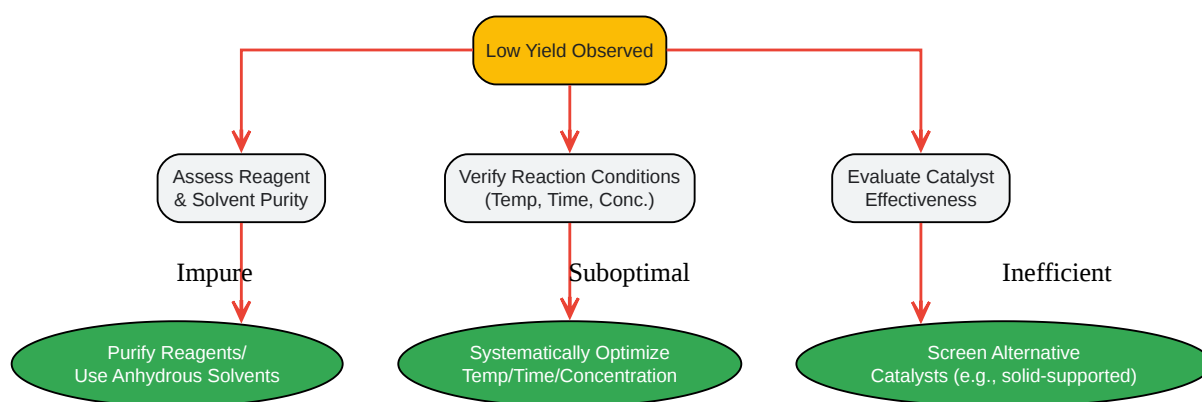 Low Yield Observed
Assess Reagent
& Solvent Purity
Verify Reaction Conditions
(Temp, Time, Conc.)
Evaluate Catalyst
Effectiveness
Impure
Suboptimal
Inefficient
Purify Reagents/
Use Anhydrous Solvents
Systematically Optimize
Temp/Time/Concentration
Screen Alternative
Catalysts (e.g., solid-supported)